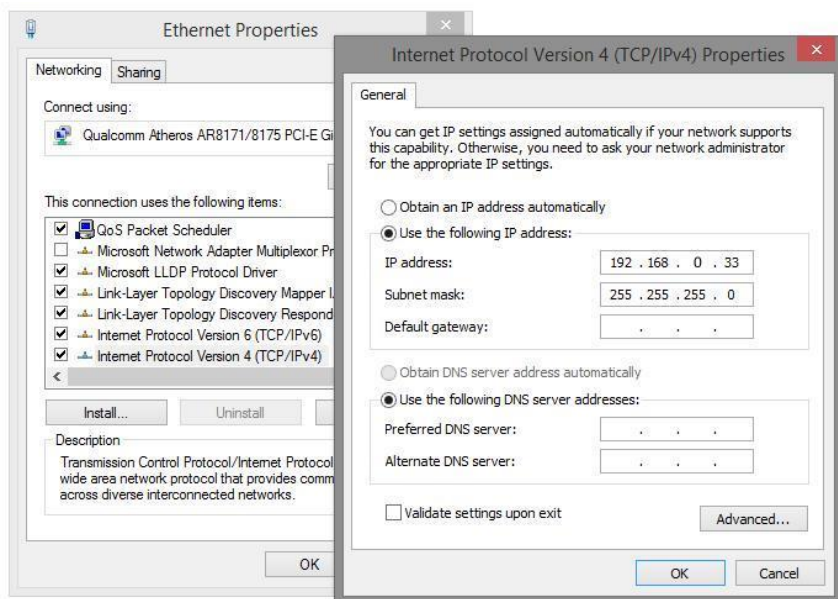 Ethernet Properties
Networking
Sharing
Connect using:
Qualcomm Atheros AR8171/8175 PCI-E
This connection uses the following items:
QoS Packet Scheduler
Microsoft Network Adapter Multiplexor
Microsoft LLDP Protocol Driver
Link-Layer Topology Discovery Mapper
Link-Layer Topology Discovery
Internet Protocol Version 6 (TCP/IPv6)
Internet Protocol Version 4 (TCP/IPv4)
Install...
Uninstall
Description
Transmission Control Protocol/Internet Protocol
wide area network protocol that provides
across diverse interconnected networks.
OK
Internet Protocol Version 4 (TCP/IPv4) Properties
General
You can get IP settings assigned automatically if your network supports
this capability. Otherwise, you need to ask your network administrator
for the appropriate IP settings.
Obtain an IP address automatically
Use the following IP address:
IP address:
192 . 168 . 0 . 33
Subnet mask:
255 . 255 . 255 . 0
Default gateway:
Obtain DNS server address automatically
Use the following DNS server addresses:
Preferred DNS server:
Alternate DNS server:
Validate settings upon exit
Advanced...
OK
Cancel